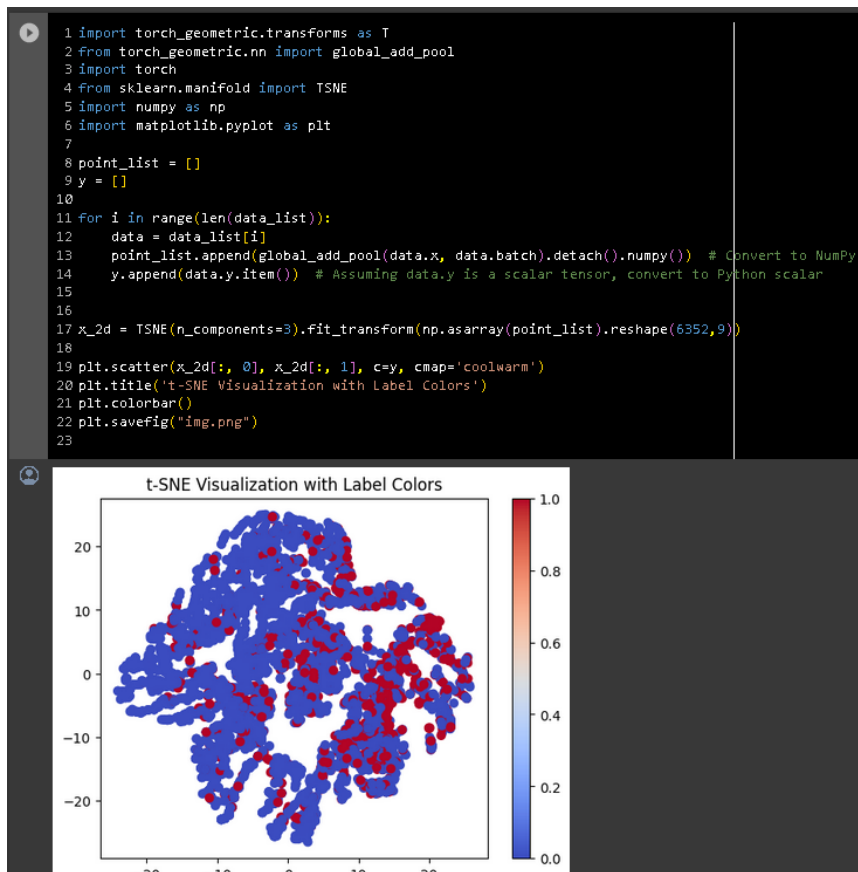 1 import torch_geometric.transforms as T
2 from torch_geometric.nn import global_add_pool
3 import torch
4 from sklearn.manifold import TSNE
5 import numpy as np
6 import matplotlib.pyplot as plt
7
8 point_list = []
9 y = []
10
11 for i in range(len(data_list)):
12     data = data_list[i]
13     point_list.append(global_add_pool(data.x, data.batch).detach().numpy())  # Convert to NumPy
14     y.append(data.y.item())  # Assuming data.y is a scalar tensor, convert to Python scalar
15
16
17 x_2d = TSNE(n_components=3).fit_transform(np.asarray(point_list).reshape(6352,9))
18
19 plt.scatter(x_2d[:, 0], x_2d[:, 1], c=y, cmap='coolwarm')
20 plt.title('t-SNE Visualization with Label Colors')
21 plt.colorbar()
22 plt.savefig("img.png")
23
t-SNE Visualization with Label Colors
20
10
0
−10
−20
1.0
0.8
0.6
0.4
0.2
0.0